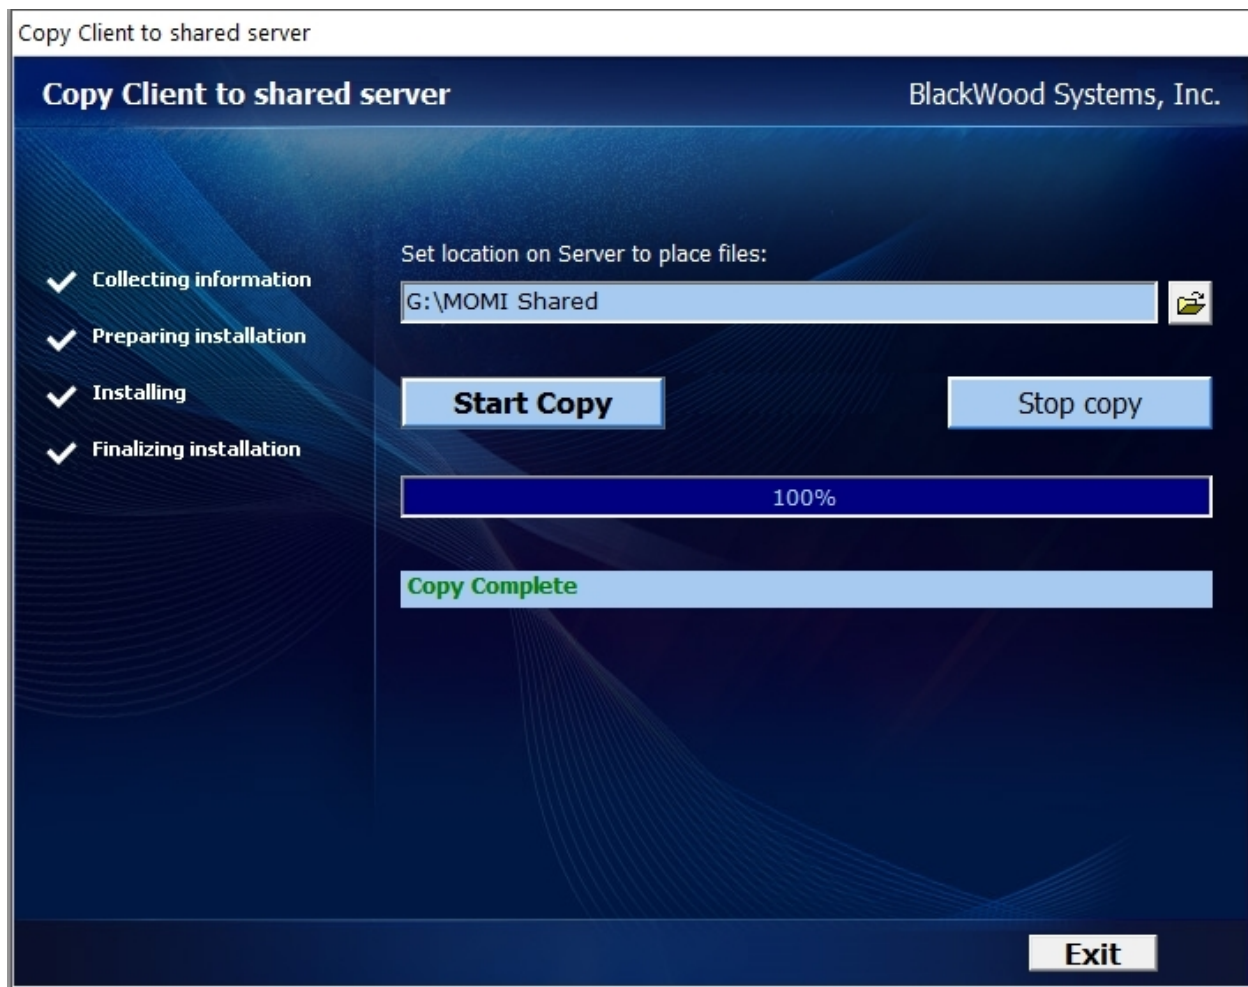 Copy Client to shared server
Copy Client to shared server
BlackWood Systems, Inc.
Collecting information
Preparing installation
Installing
Finalizing installation
Set location on Server to place files:
G:\MOMI Shared
Start Copy
Stop copy
100%
Copy Complete
Exit